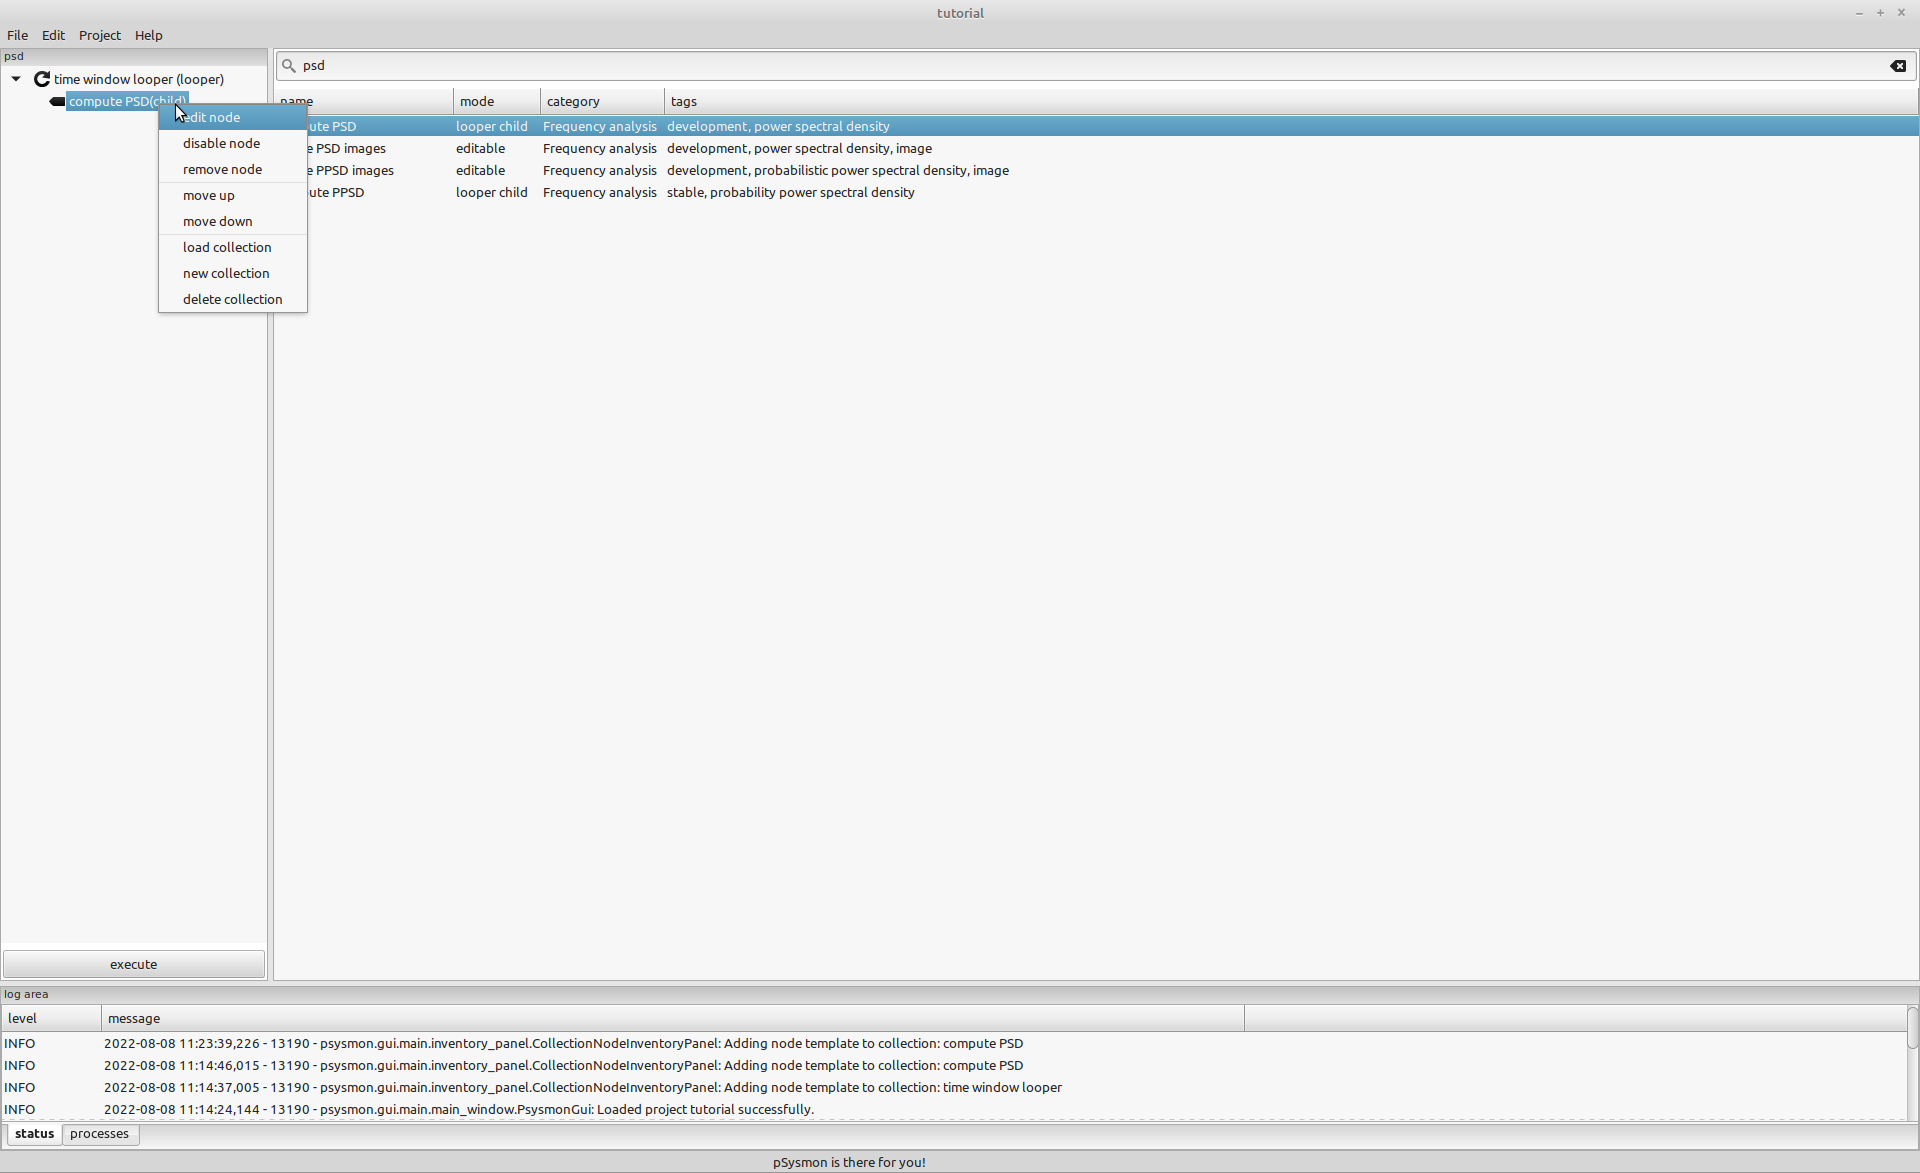 tutorial
File Edit Project Help
psd
time window looper (looper)
compute PSD(child)
edit node
disable node
remove node
move up
move down
load collection
new collection
delete collection
execute
psd
name mode category tags
ute PSD looper child Frequency analysis development, power spectral density
e PSD images editable Frequency analysis development, power spectral density, image
e PPSD images editable Frequency analysis development, probabilistic power spectral density, image
ute PPSD looper child Frequency analysis stable, probability power spectral density
log area
level message
INFO 2022-08-08 11:23:39,226 - 13190 - psysmon.gui.main.inventory_panel.CollectionNodeInventoryPanel: Adding node template to collection: compute PSD
INFO 2022-08-08 11:14:46,015 - 13190 - psysmon.gui.main.inventory_panel.CollectionNodeInventoryPanel: Adding node template to collection: compute PSD
INFO 2022-08-08 11:14:37,005 - 13190 - psysmon.gui.main.inventory_panel.CollectionNodeInventoryPanel: Adding node template to collection: time window looper
INFO 2022-08-08 11:14:24,144 - 13190 - psysmon.gui.main.main_window.PsysmonGui: Loaded project tutorial successfully.
status processes
pSysmon is there for you!